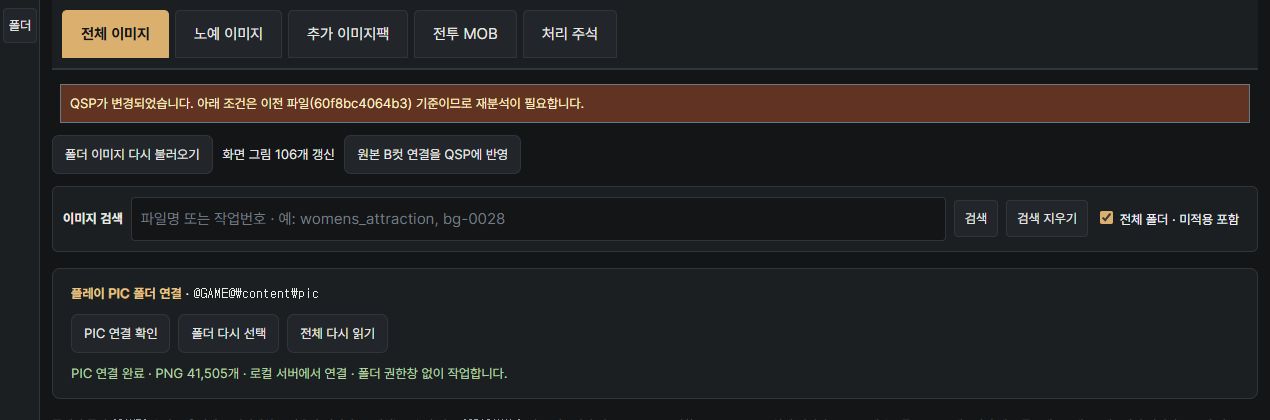 폴더
전체 이미지 노예 이미지 추가 이미지팩 전투 MOB 처리 주석
QSP가 변경되었습니다. 아래 조건은 이전 파일(60f8bc4064b3) 기준이므로 재분석이 필요합니다.
폴더 이미지 다시 불러오기 화면 그림 106개 갱신 원본 B컷 연결을 QSP에 반영
이미지 검색 파일명 또는 작업번호 · 예: womens_attraction, bg-0028 검색 검색 지우기 전체 폴더 · 미적용 포함
플레이 PIC 폴더 연결 · @GAME@₩content₩pic
PIC 연결 확인 폴더 다시 선택 전체 다시 읽기
PIC 연결 완료 · PNG 41,505개 · 로컬 서버에서 연결 · 폴더 권한창 없이 작업합니다.